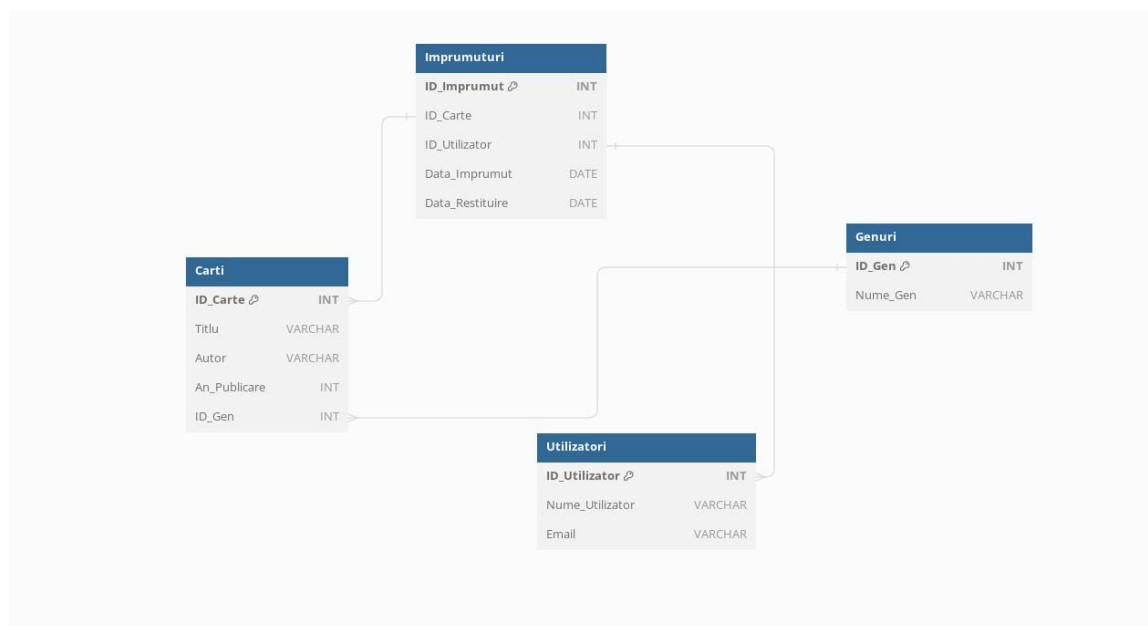 Imprumuturi
ID_Imprumut INT
ID_Carte INT
ID_Utilizator INT
Data_Imprumut DATE
Data_Restituire DATE
Genuri
ID_Gen INT
Nume_Gen VARCHAR
Carti
ID_Carte INT
Titlu VARCHAR
Autor VARCHAR
An_Publicare INT
ID_Gen INT
Utilizatori
ID_Utilizator INT
Nume_Utilizator VARCHAR
Email VARCHAR